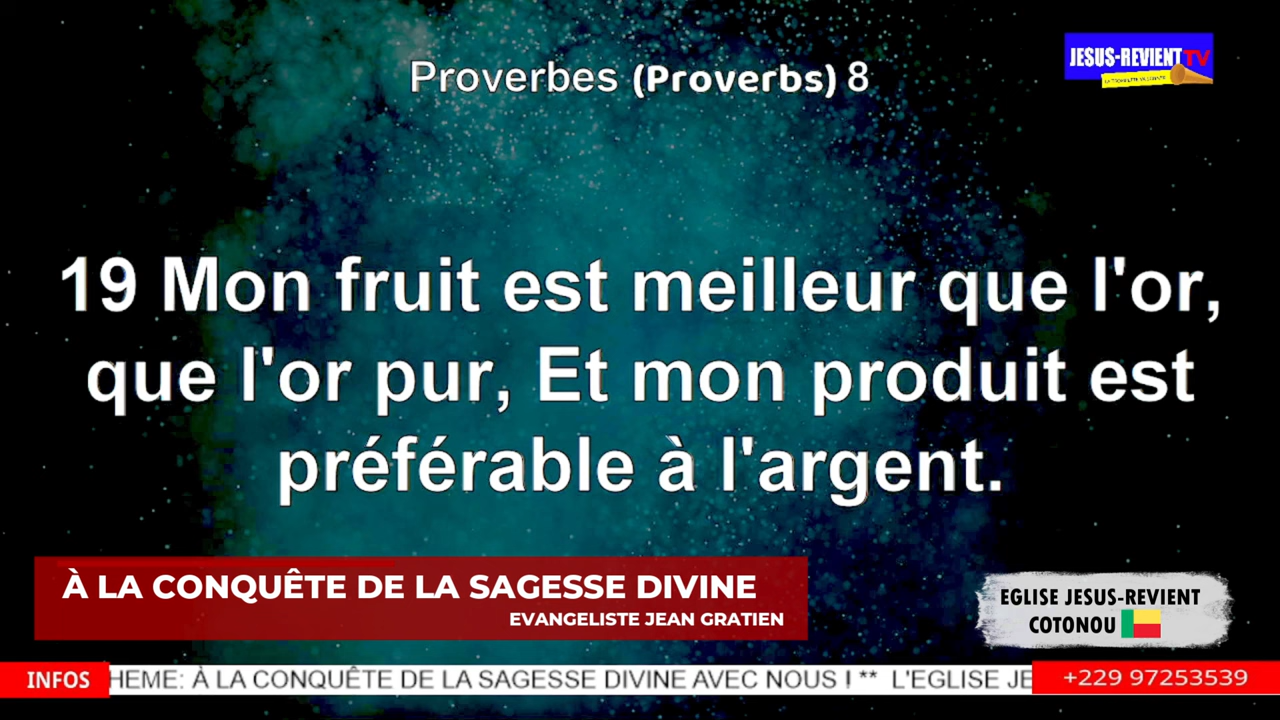 Proverbes (Proverbs) 8
JESUS-REVIENT TV
19 Mon fruit est meilleur que l'or,
que l'or pur, Et mon produit est
préférable à l'argent.
À LA CONQUÊTE DE LA SAGESSE DIVINE
EVANGELISTE JEAN GRATIEN
EGLISE JESUS-REVIENT
COTONOU
INFOS HEME: À LA CONQUÊTE DE LA SAGESSE DIVINE AVEC NOUS ! ** L'EGLISE JE +229 97253539